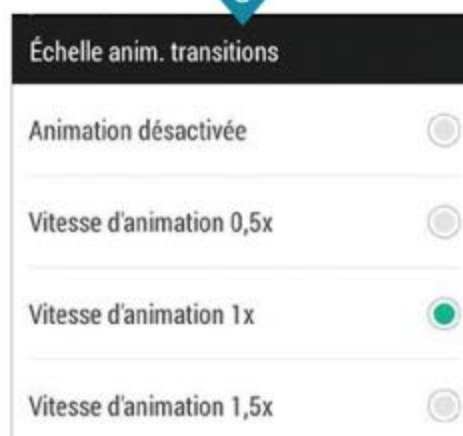 Échelle anim. transitions
Animation désactivée
Vitesse d'animation 0,5x
Vitesse d'animation 1x
Vitesse d'animation 1,5x